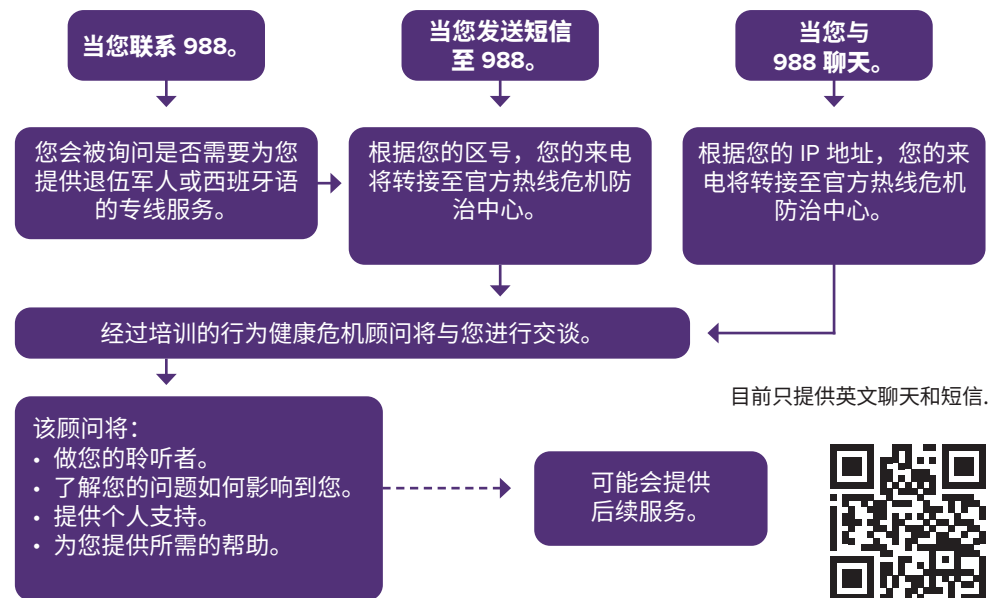 当您联系 988。
当您发送短信
至 988。
当您与
988 聊天。
您会被询问是否需要为您
提供退伍军人或西班牙语
的专线服务。
根据您的区号，您的来电
将转接至官方热线危机防
治中心。
根据您的 IP 地址，您的来
电将转接至官方热线危机
防治中心。
经过培训的行为健康危机顾问将与您进行交谈。
目前只提供英文聊天和短信.
该顾问将：
• 做您的聆听者。
• 了解您的问题如何影响到您。
• 提供个人支持。
• 为您提供所需的帮助。
可能会提供
后续服务。